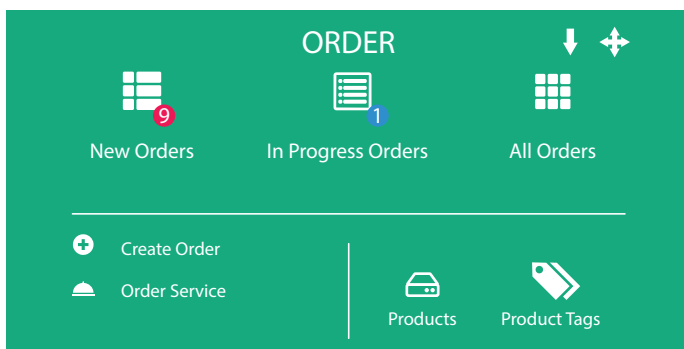 ORDER
9
1
New Orders
In Progress Orders
All Orders
Create Order
Order Service
Products
Product Tags